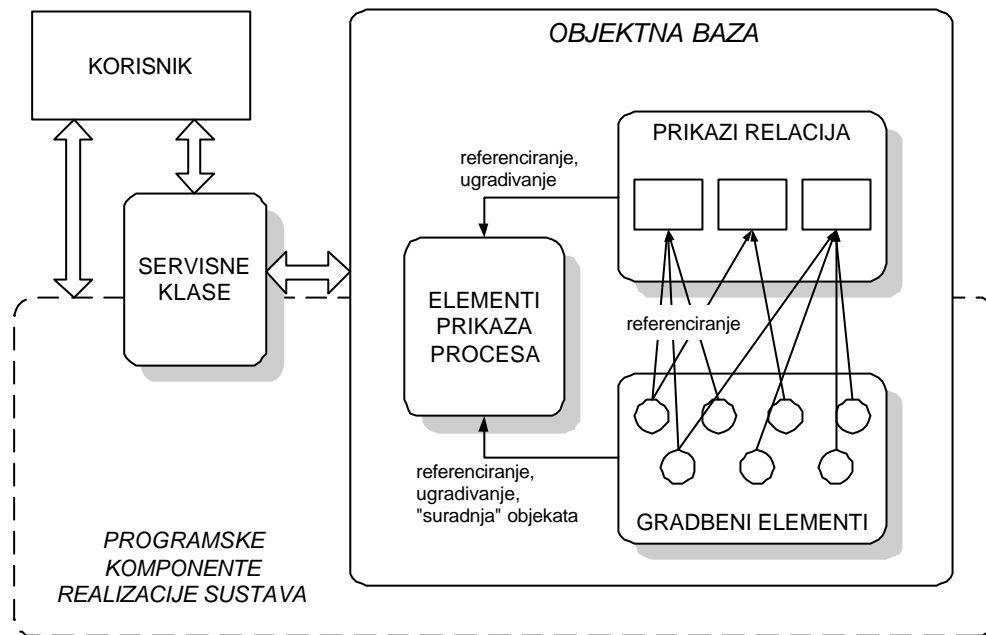 OBJEKTNA BAZA
KORISNIK
PRIKAZI RELACIJA
referenciranje,
ugradivanje
SERVISNE
KLASE
ELEMENTI
PRIKAZA
PROCESA
referenciranje
referenciranje,
ugradivanje,
"suradnja" objekata
GRADBENI ELEMENTI
PROGRAMSKE
KOMPONENTE
REALIZACIJE SUSTAVA